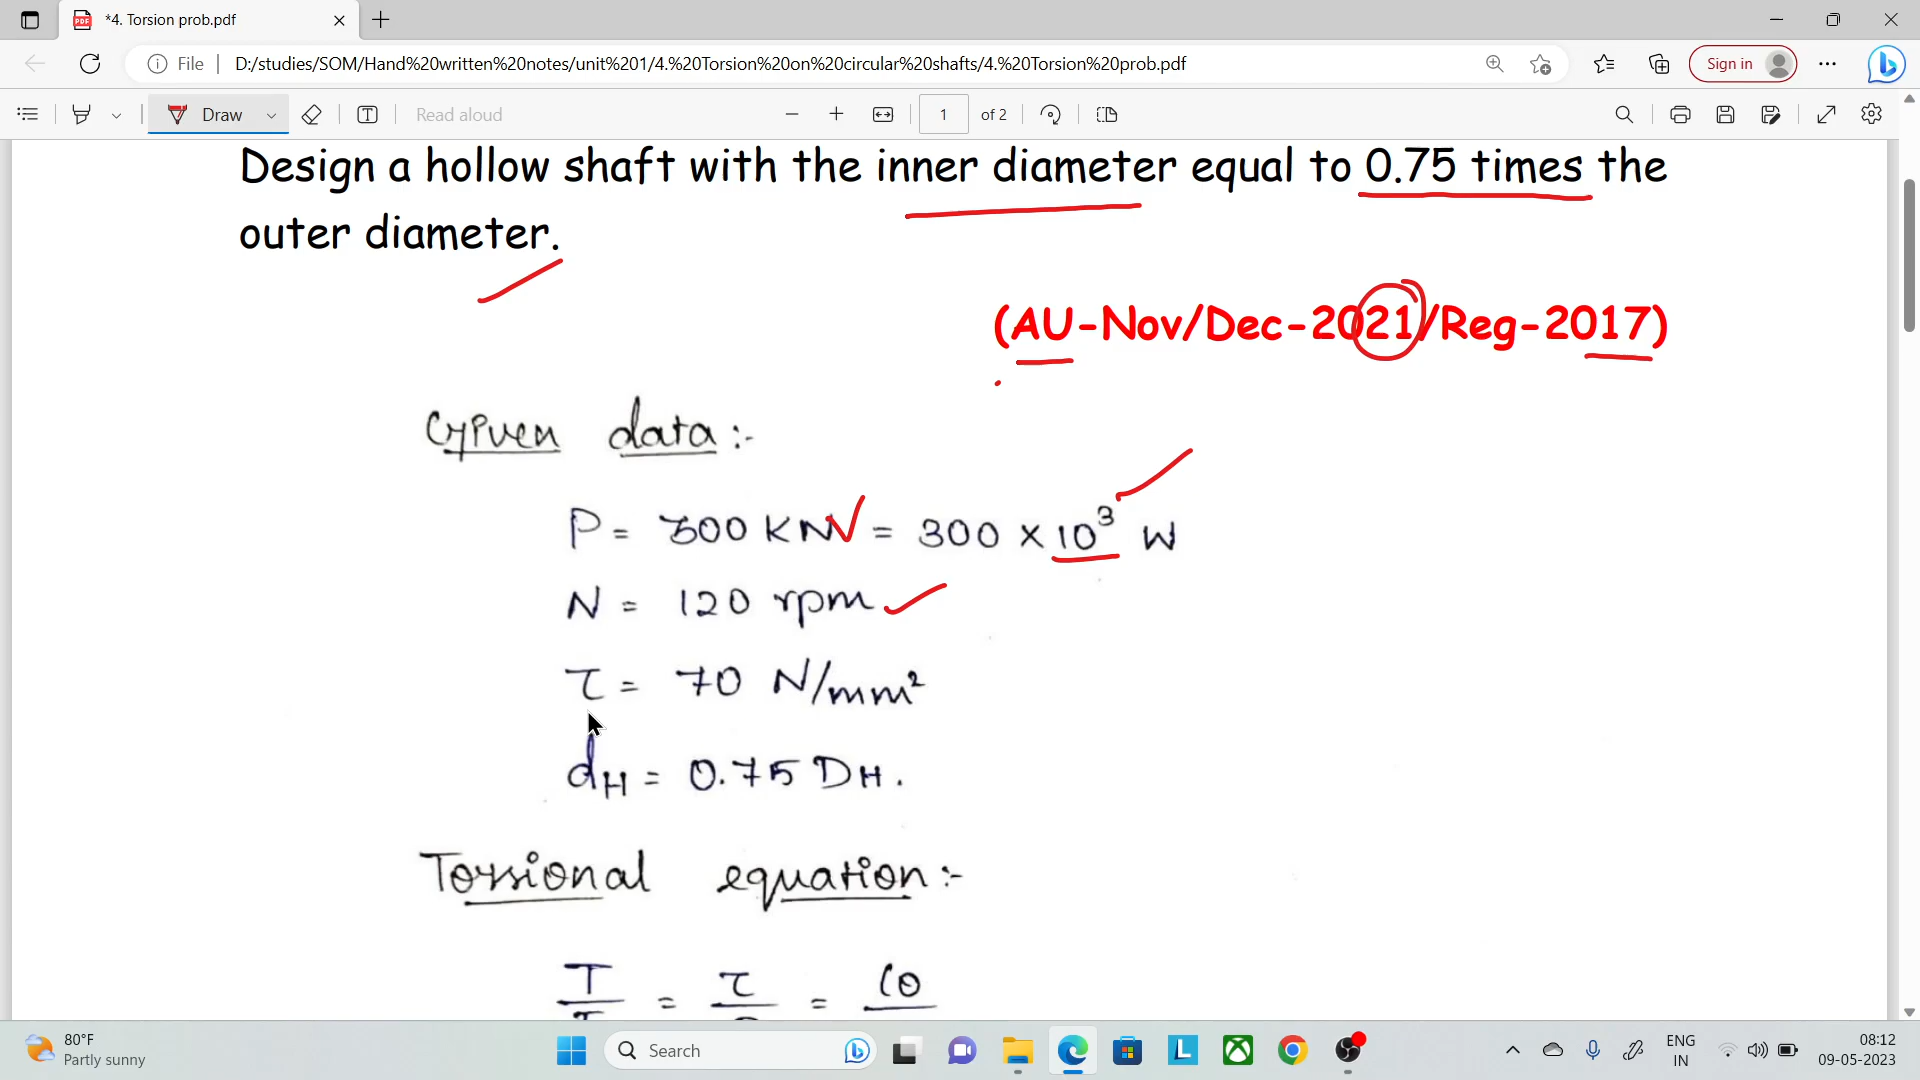 *4. Torsion prob.pdf
File
D:/studies/SOM/Hand%20written%20notes/unit%201/4.%20Torsion%20on%20circular%20shafts/4.%20Torsion%20prob.pdf
Sign in
Draw
Read aloud
1 of 2
Design a hollow shaft with the inner diameter equal to 0.75 times the
outer diameter.
(AU-Nov/Dec-2021/Reg-2017)
Given data:-
P = 300 KW = 300 × 10³ W
N = 120 rpm
τ = 70 N/mm²
dH = 0.75 DH.
Torsional equation:-
T = τ = Cθ
80°F
Partly sunny
Search
ENG
IN
08:12
09-05-2023